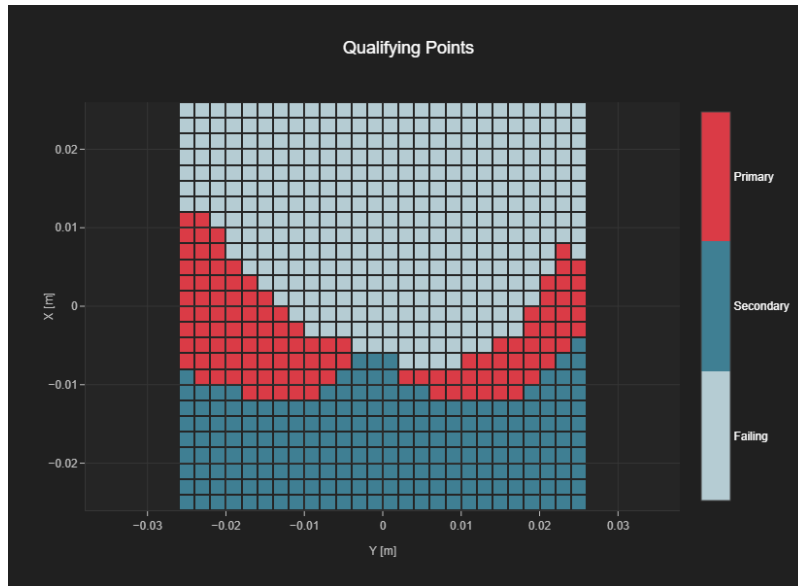 Qualifying Points
0.02
0.01
0
−0.01
−0.02
X [m]
−0.03
−0.02
−0.01
0
0.01
0.02
0.03
Y [m]
Primary
Secondary
Failing